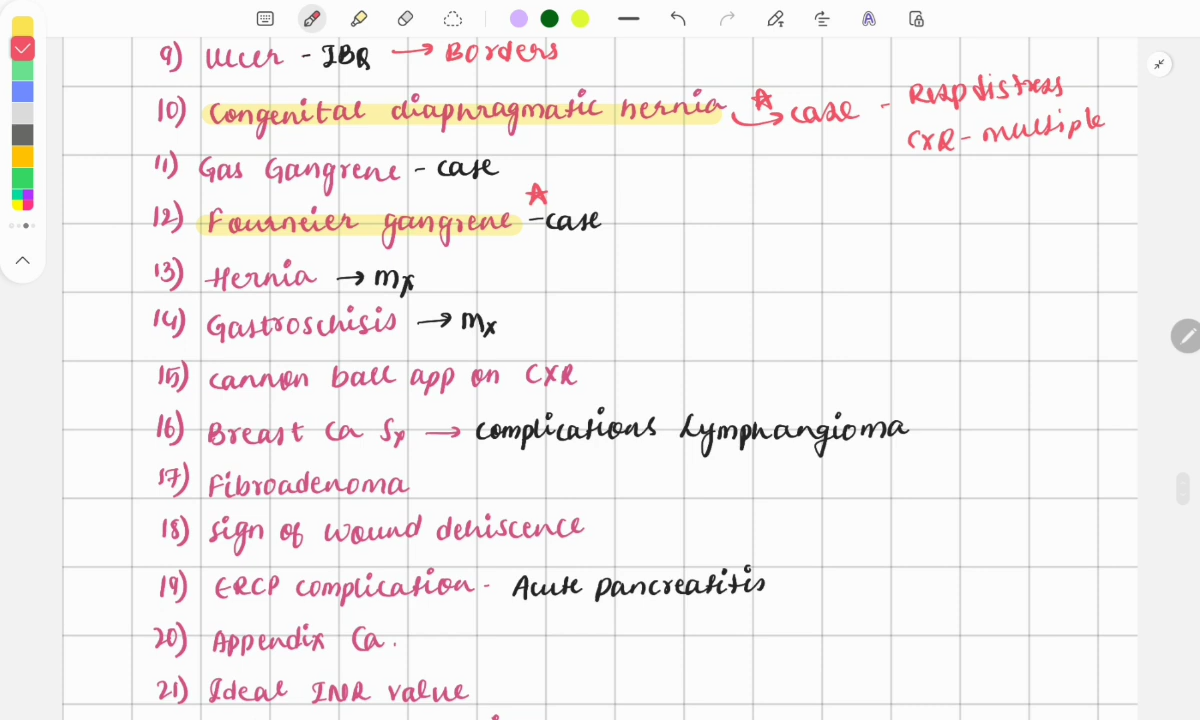 9) Ulcer - IBQ → Borders
10) Congenital diaphragmatic hernia → case - Resp distress
CXR - multiple
11) Gas Gangrene - case
12) Fourneier gangrene - case
13) Hernia → Mx
14) Gastroschisis → Mx
15) cannon ball app on CXR
16) Breast Ca Sx → complications Lymphangioma
17) Fibroadenoma
18) sign of wound dehiscence
19) ERCP complication - Acute pancreatitis
20) Appendix Ca.
21) Ideal INR value